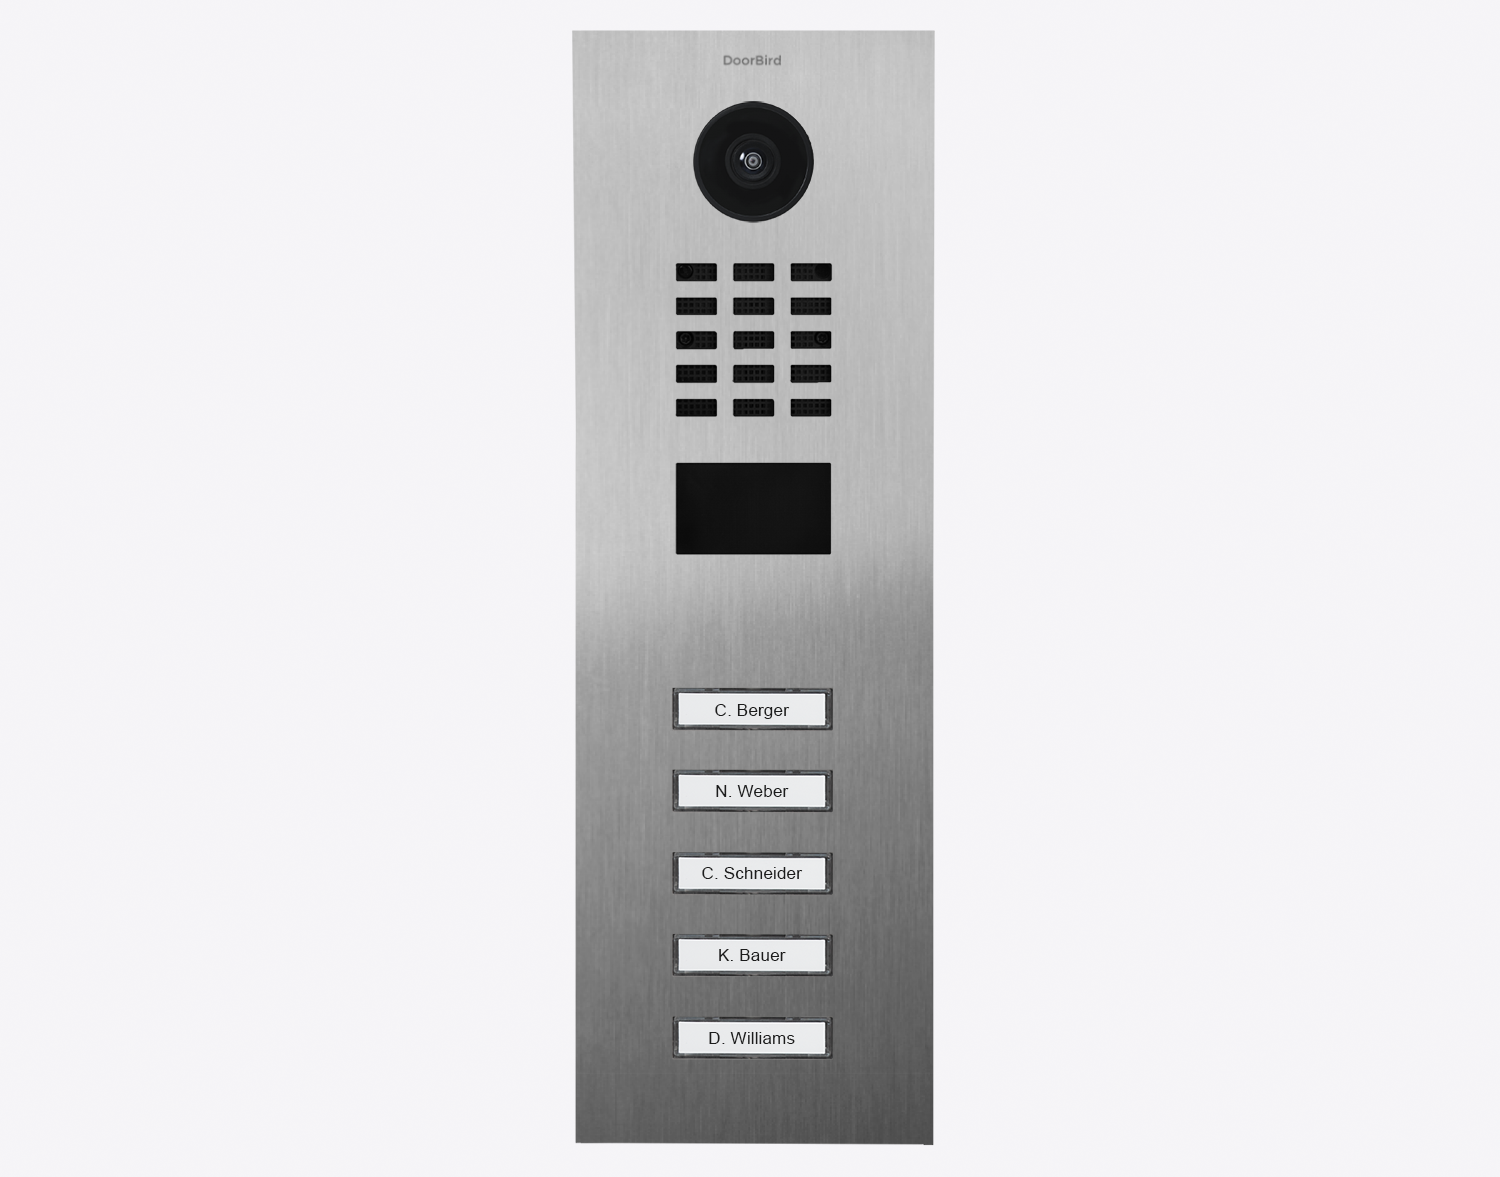 DoorBird
C. Berger
N. Weber
C. Schneider
K. Bauer
D. Williams